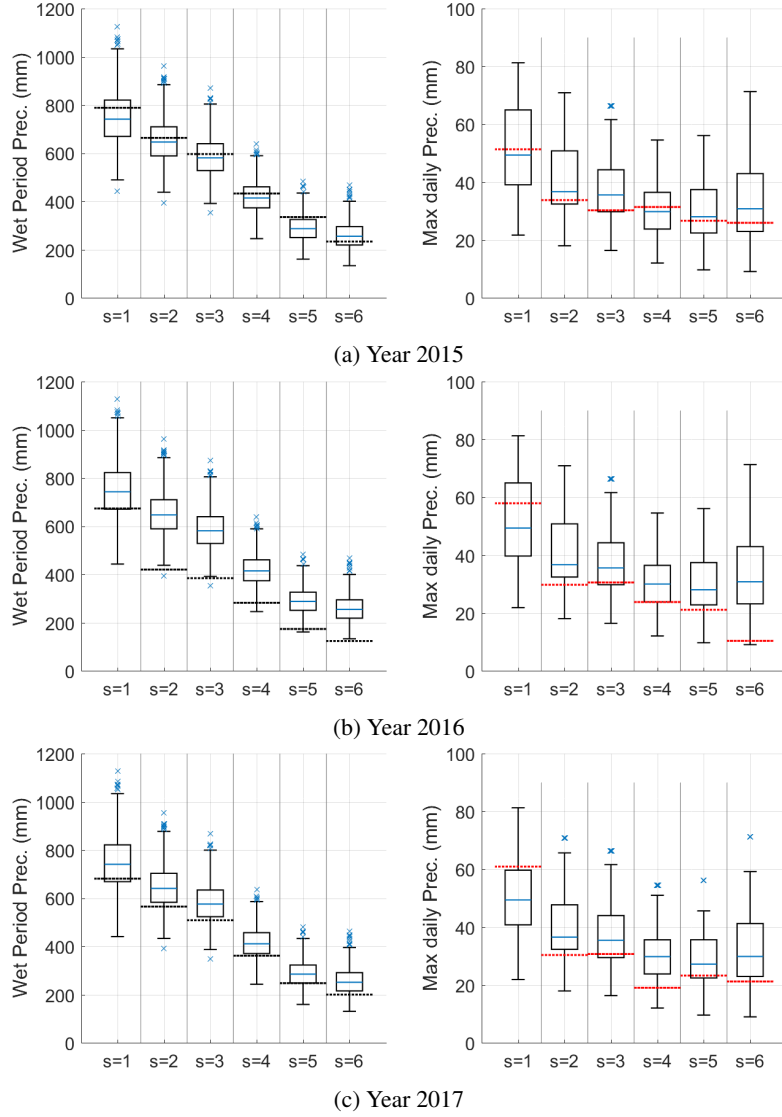 1200
1000
800
600
400
200
0
Wet Period Prec. (mm)
s=1 s=2 s=3 s=4 s=5 s=6
100
80
60
40
20
0
Max daily Prec. (mm)
s=1 s=2 s=3 s=4 s=5 s=6
(a) Year 2015
1200
1000
800
600
400
200
0
Wet Period Prec. (mm)
s=1 s=2 s=3 s=4 s=5 s=6
100
80
60
40
20
0
Max daily Prec. (mm)
s=1 s=2 s=3 s=4 s=5 s=6
(b) Year 2016
1200
1000
800
600
400
200
0
Wet Period Prec. (mm)
s=1 s=2 s=3 s=4 s=5 s=6
100
80
60
40
20
0
Max daily Prec. (mm)
s=1 s=2 s=3 s=4 s=5 s=6
(c) Year 2017